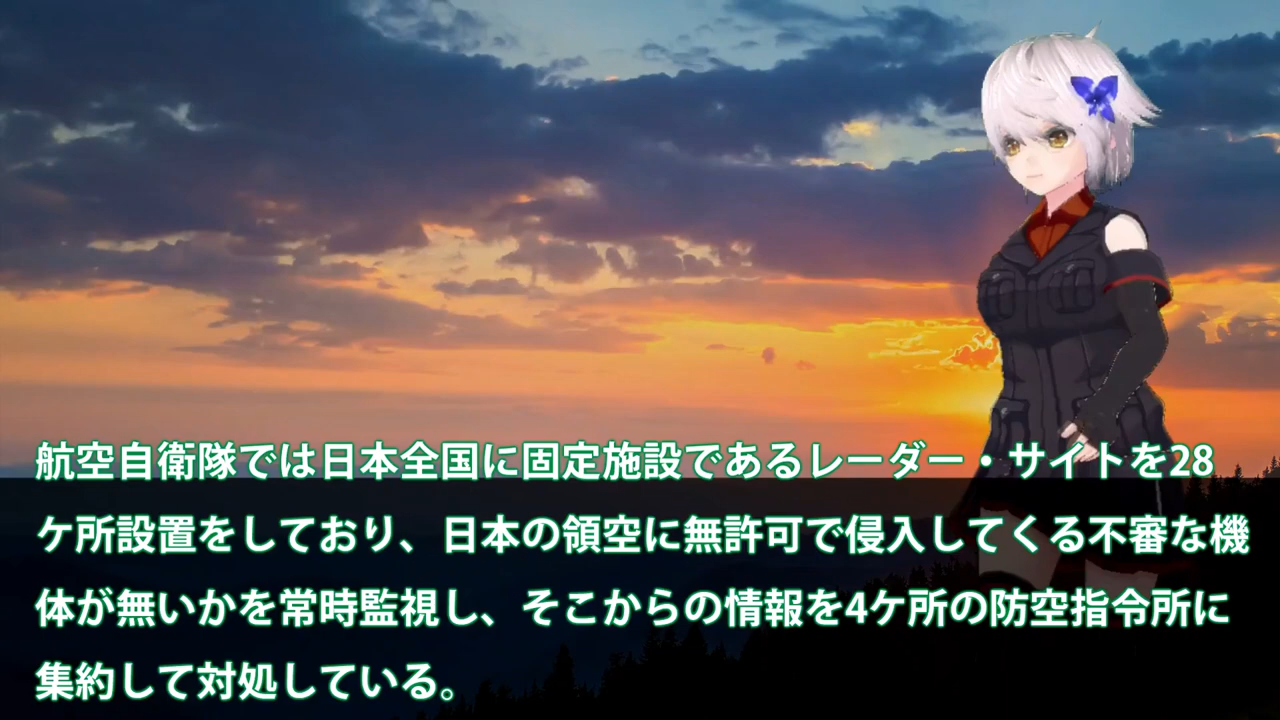 航空自衛隊では日本全国に固定施設であるレーダー・サイトを28
ケ所設置をしており、日本の領空に無許可で侵入してくる不審な機
体が無いかを常時監視し、そこからの情報を4ケ所の防空指令所に
集約して対処している。